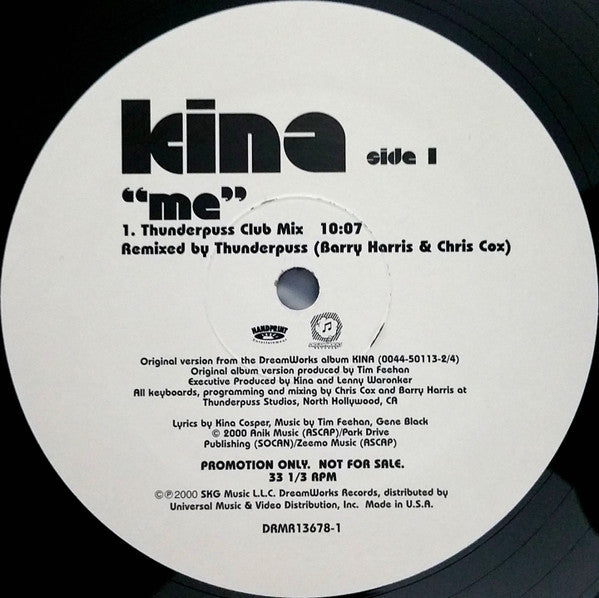 kina side 1
"me"
1. Thunderpuss Club Mix 10:07
Remixed by Thunderpuss (Barry Harris & Chris Cox)
HANDPRINT
Entertainment
Original version from the DreamWorks album KINA (0044-50113-2/4)
Original album version produced by Tim Feehan
Executive Produced by Kina and Lenny Waronker
All keyboards, programming and mixing by Chris Cox and Barry Harris at
Thunderpuss Studios, North Hollywood, CA
Lyrics by Kina Cosper, Music by Tim Feehan, Gene Black
© 2000 Anik Music (ASCAP)/Park Drive
Publishing (SOCAN)/Zeemo Music (ASCAP)
PROMOTION ONLY. NOT FOR SALE.
33 1/3 RPM
©℗2000 SKG Music L.L.C. DreamWorks Records, distributed by
Universal Music & Video Distribution, Inc. Made in U.S.A.
DRMR13678-1